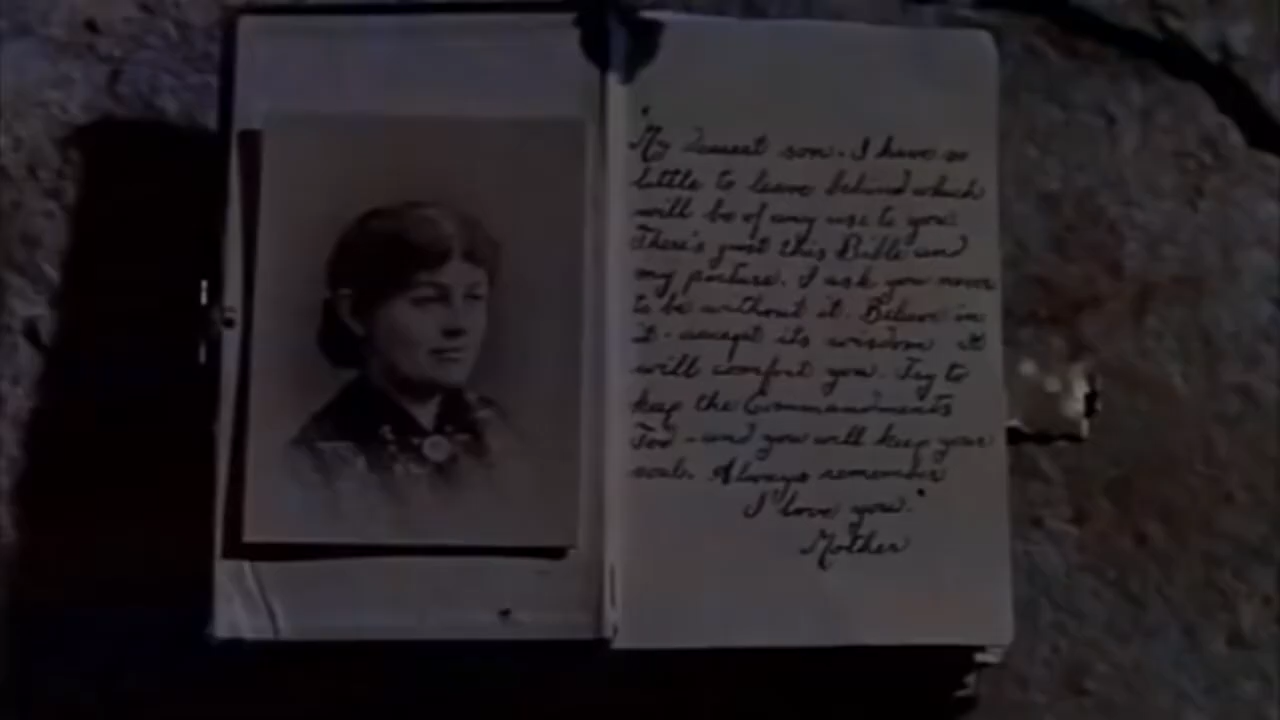 "My dearest son. I have so
little to leave behind which
will be of any use to you.
There's just this Bible and
my picture. I ask you never
to be without it. Believe in
it - accept its wisdom. It
will comfort you. Try to
keep the Commandments
Tod - and you will keep your
soul. Always remember
I love you."
Mother